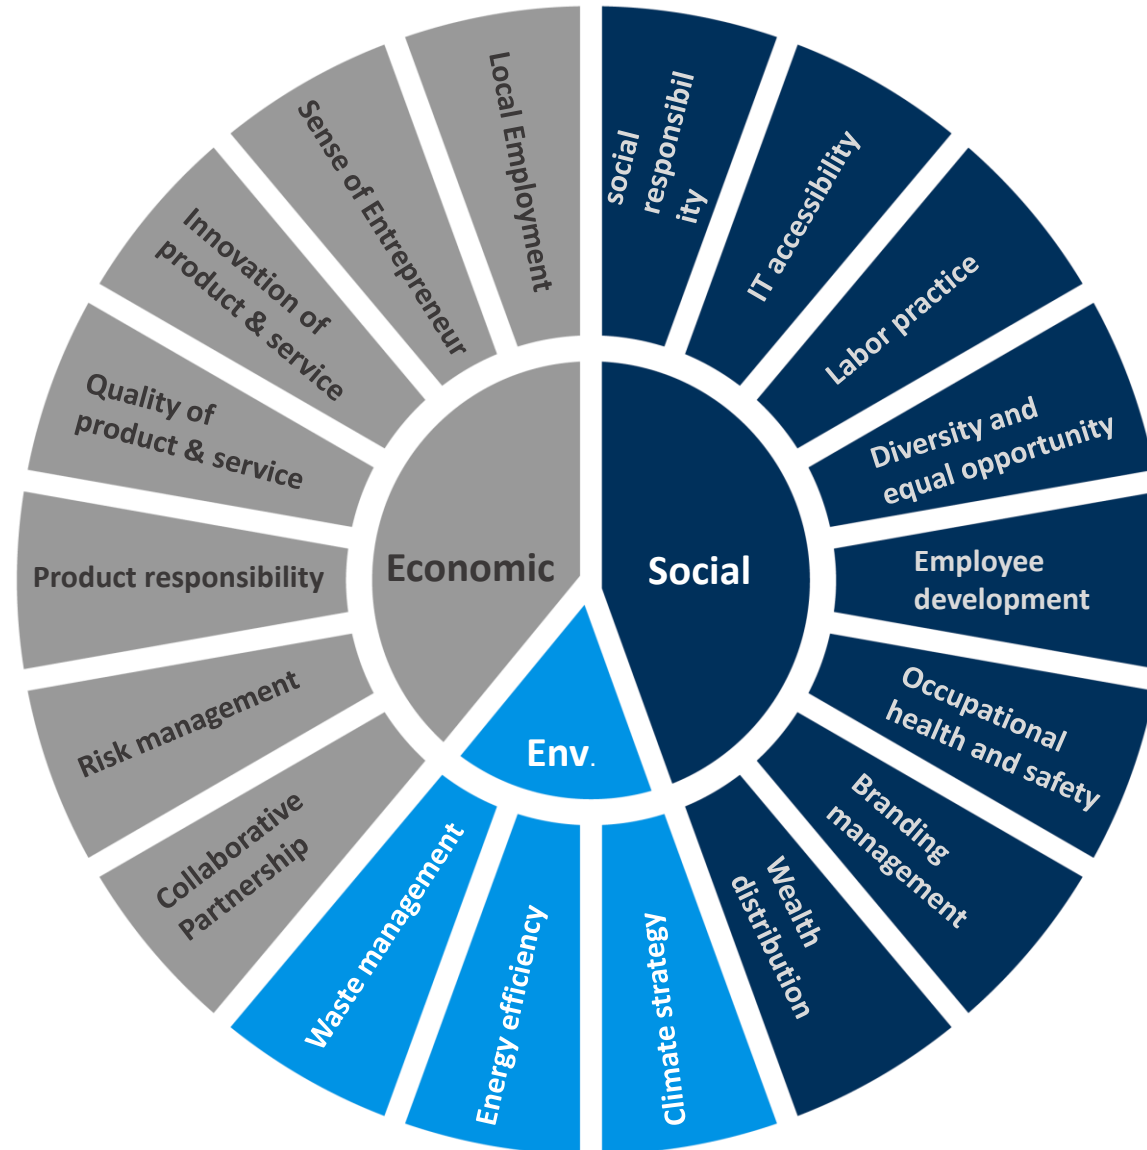 social
responsibil
ity
IT accessibility
Labor practice
Diversity and
equal opportunity
Employee
development
Occupational
health and safety
Branding
management
Wealth
distribution
Climate strategy
Energy efficiency
Waste management
Collaborative
Partnership
Risk management
Product responsibility
Quality of
product & service
Innovation of
product & service
Sense of Entrepreneur
Local Employment
Economic
Social
Env.